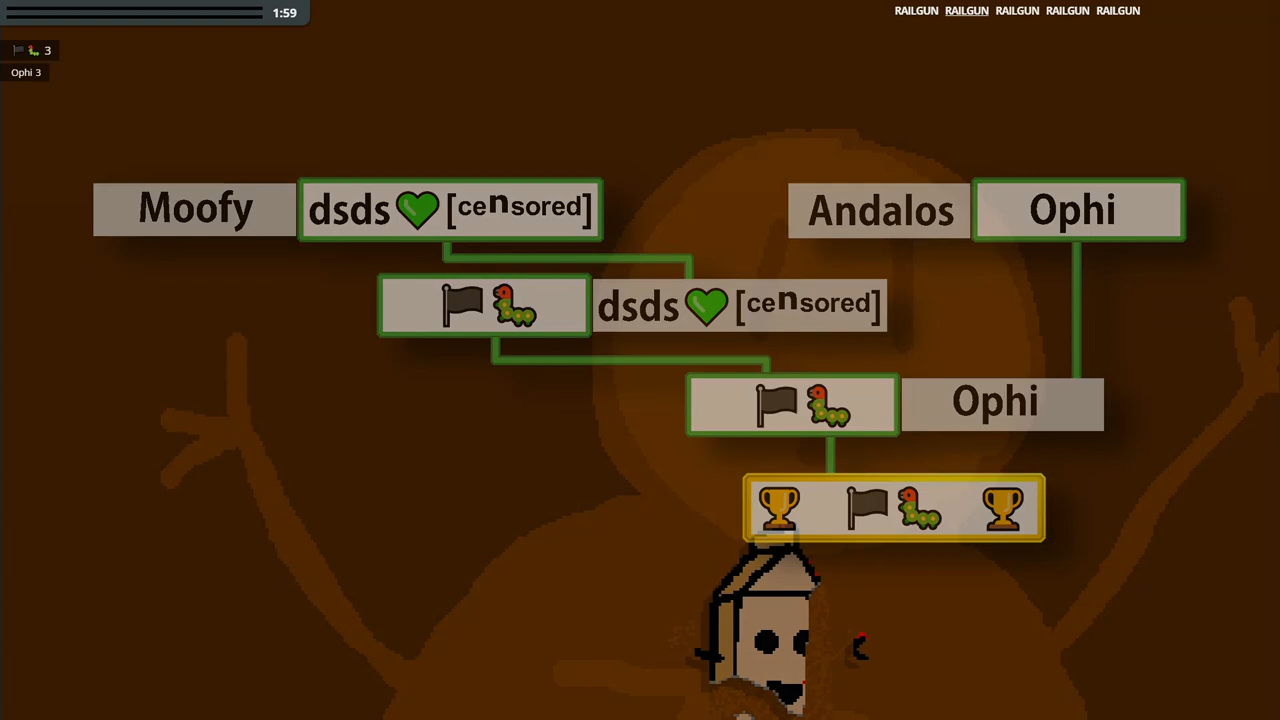 1:59
RAILGUN RAILGUN RAILGUN RAILGUN RAILGUN
3
Ophi 3
Moofy dsds [censored] Andalos Ophi
dsds [censored]
Ophi